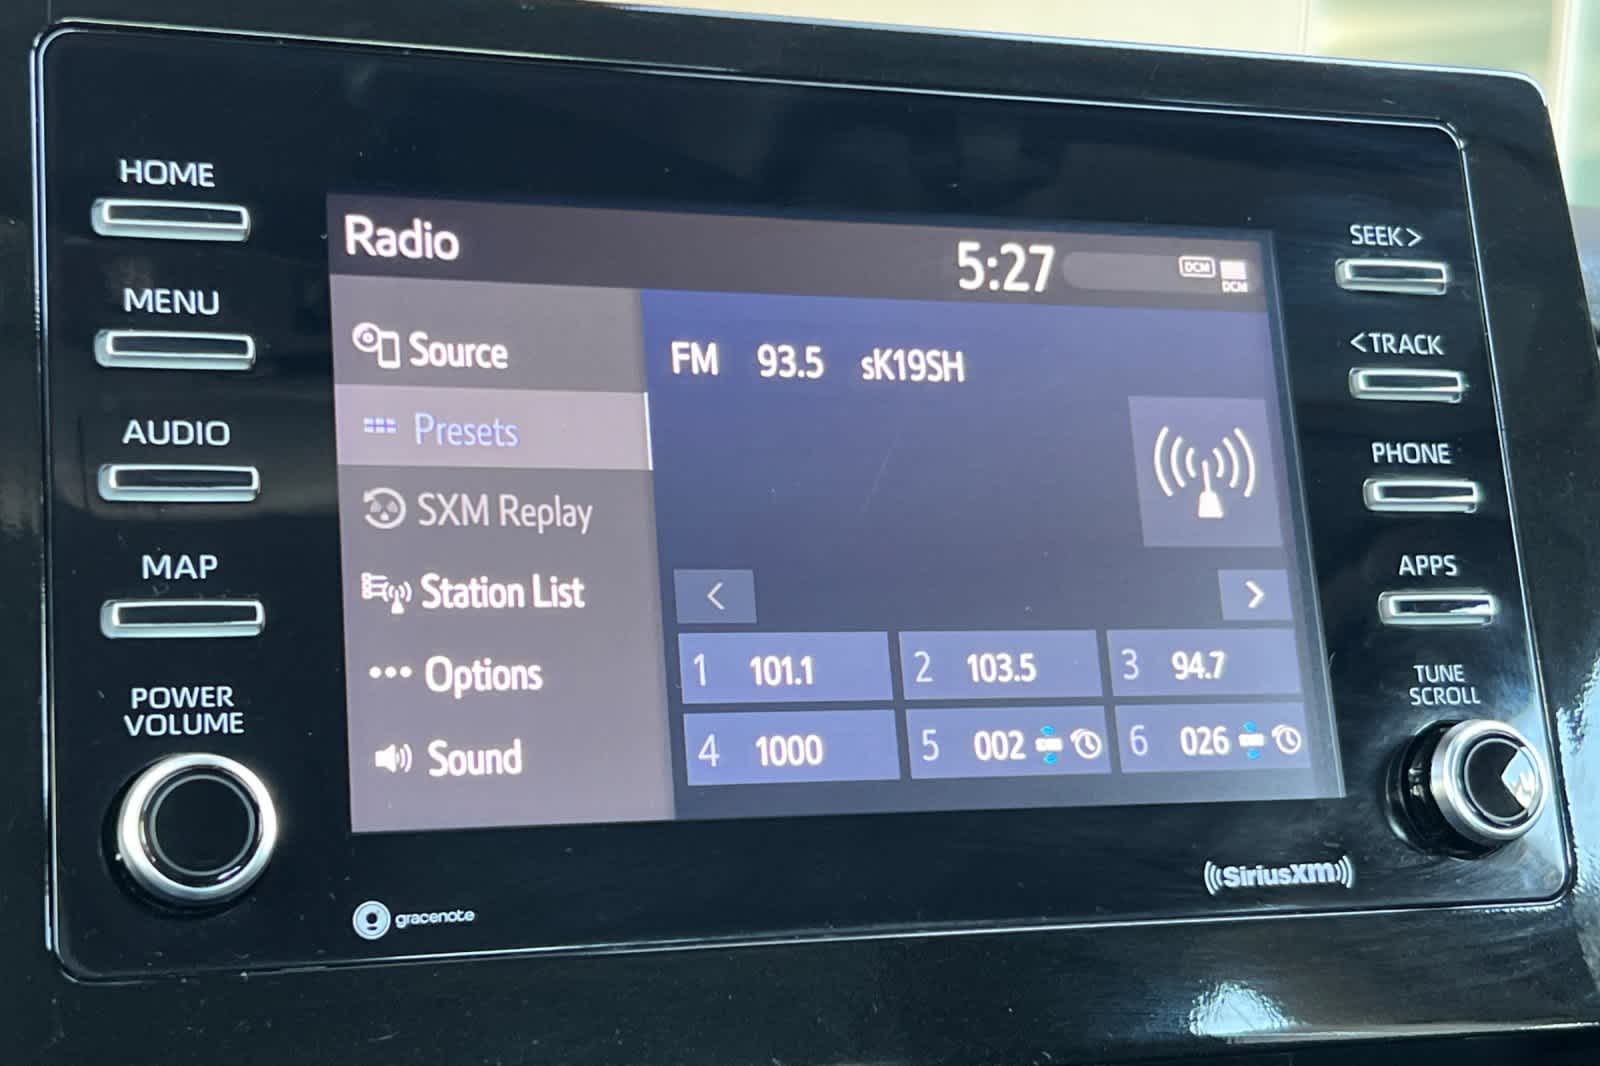 HOME
MENU
AUDIO
MAP
POWER
VOLUME
Radio
5:27
DCM
DCM
Source
Presets
SXM Replay
Station List
Options
Sound
FM 93.5 sK19SH
<
>
1 101.1
2 103.5
3 94.7
4 1000
5 002
6 026
SEEK>
<TRACK
PHONE
APPS
TUNE
SCROLL
gracenote
((SiriusXM))